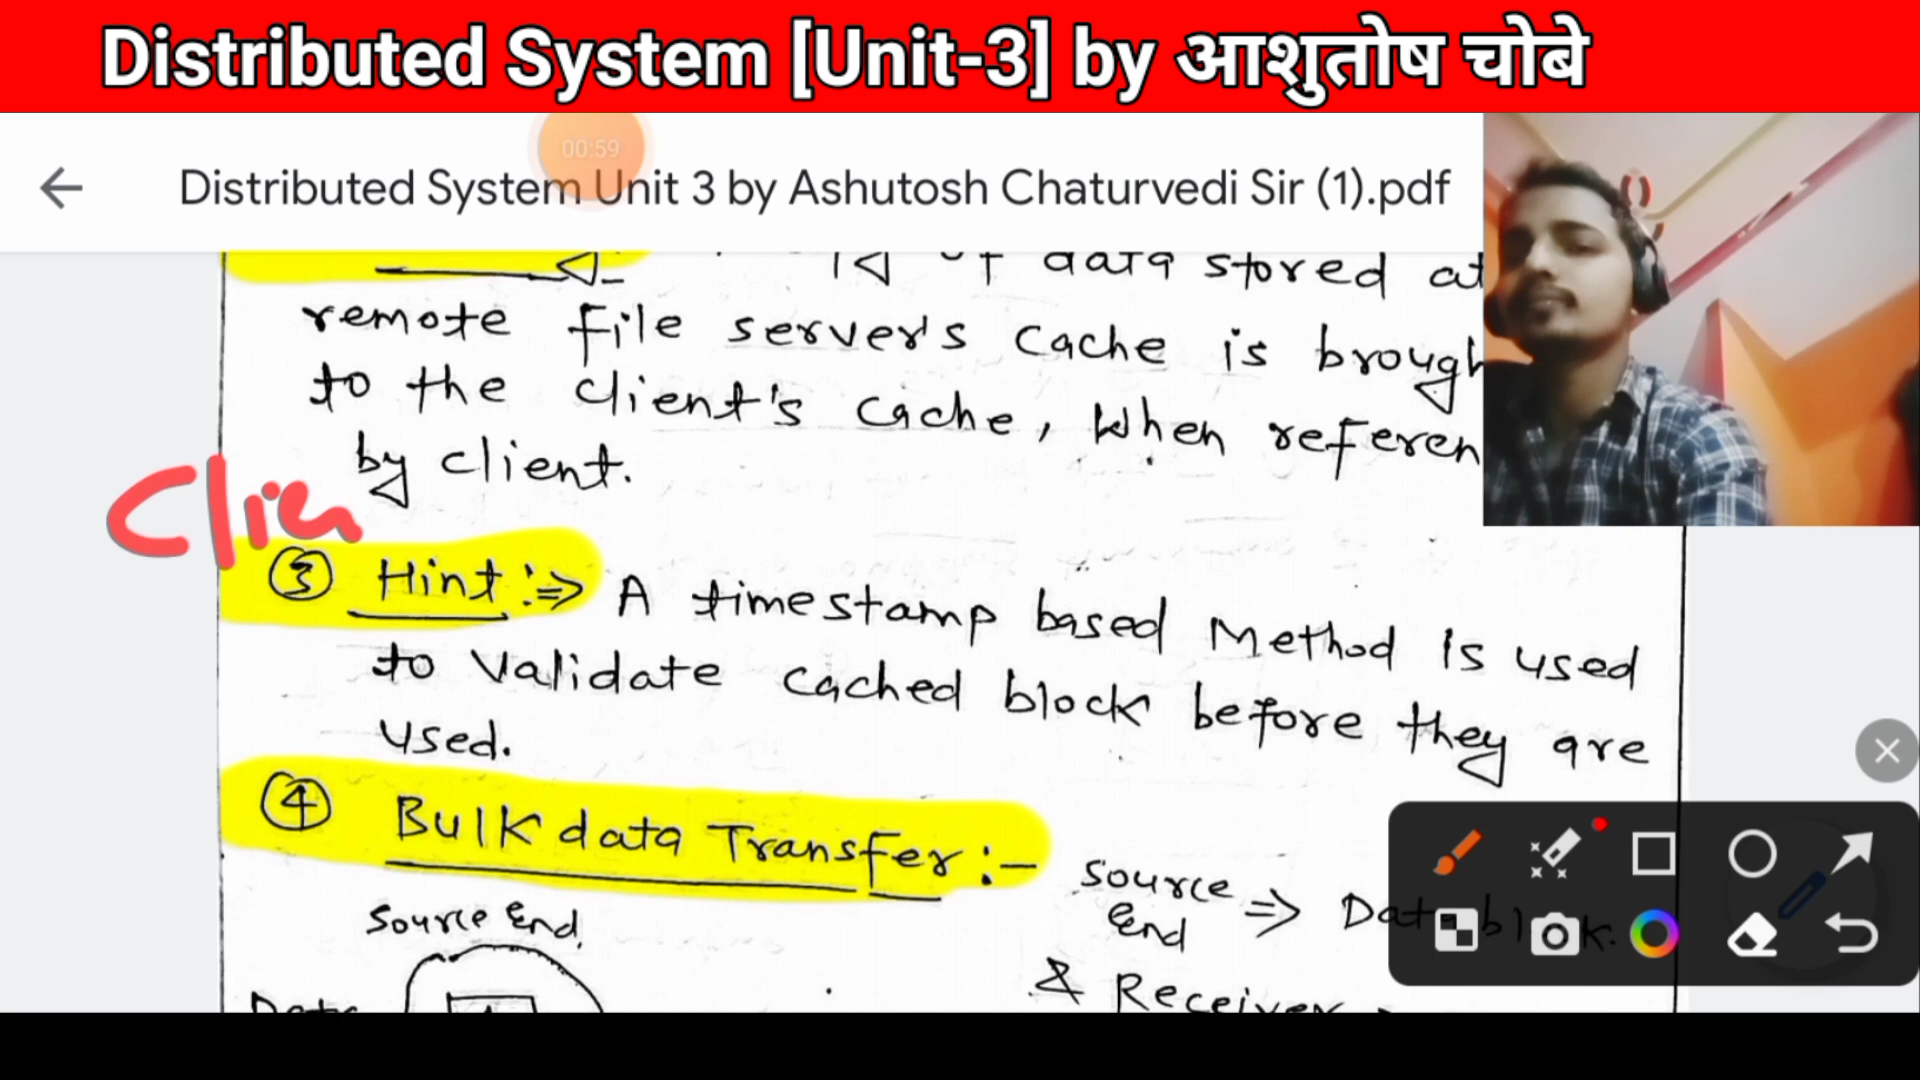 Distributed System [Unit-3] by आशुतोष चोबे
00:59
Distributed System Unit 3 by Ashutosh Chaturvedi Sir (1).pdf
of data stored at
remote file server's cache is brough
to the client's cache, when referen
by client.
Clien
③ Hint :⇒ A timestamp based Method is used
to validate cached block before they are
used.
④ Bulk data Transfer :-
Source End
Source End ⇒ Data block.
& Receiver
Data